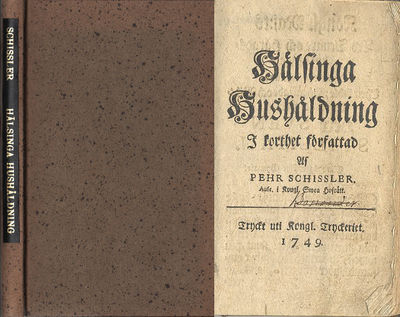 SCHISSLER HÄLSINGA HUSHÅLDNING
Hälsinga
Hushåldning
I korthet författad
Af
PEHR SCHISSLER,
Ausc. i Kongl. Swea Hofrätt.
Tryckt uti Kongl. Tryckeriet.
1749.